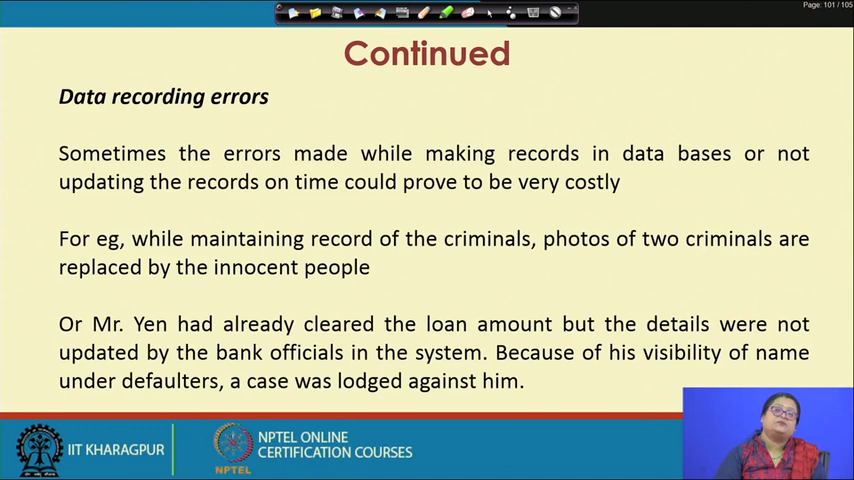 Page: 101 / 105
Continued
Data recording errors
Sometimes the errors made while making records in data bases or not
updating the records on time could prove to be very costly
For eg, while maintaining record of the criminals, photos of two criminals are
replaced by the innocent people
Or Mr. Yen had already cleared the loan amount but the details were not
updated by the bank officials in the system. Because of his visibility of name
under defaulters, a case was lodged against him.
IIT KHARAGPUR
NPTEL
NPTEL ONLINE
CERTIFICATION COURSES